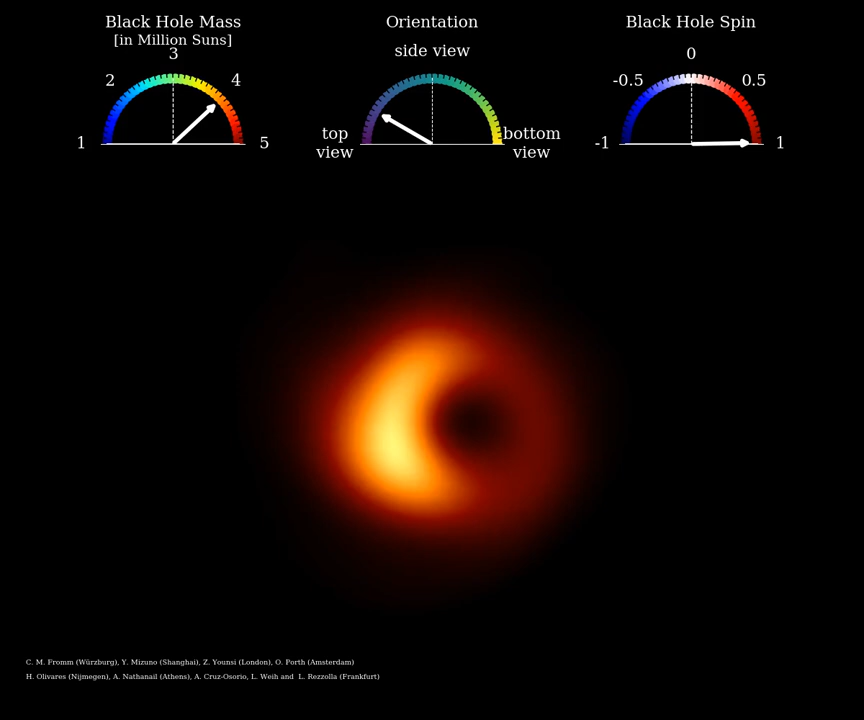 Black Hole Mass
[in Million Suns]
1
2
3
4
5
Orientation
top
view
side view
bottom
view
Black Hole Spin
-1
-0.5
0
0.5
1
C. M. Fromm (Würzburg), Y. Mizuno (Shanghai), Z. Younsi (London), O. Porth (Amsterdam)
H. Olivares (Nijmegen), A. Nathanail (Athens), A. Cruz-Osorio, L. Weih and L. Rezzolla (Frankfurt)